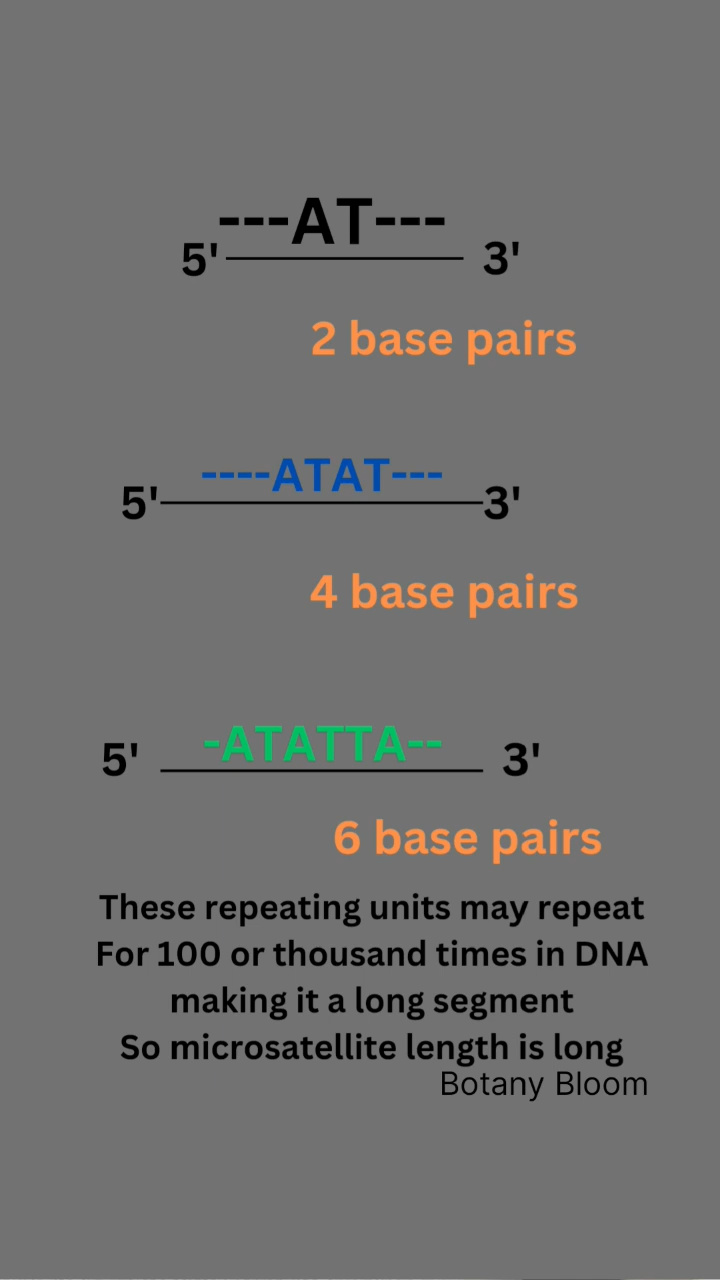 ---AT---
5' 3'
2 base pairs
----ATAT---
5' 3'
4 base pairs
-ATATTA--
5' 3'
6 base pairs
These repeating units may repeat
For 100 or thousand times in DNA
making it a long segment
So microsatellite length is long
Botany Bloom